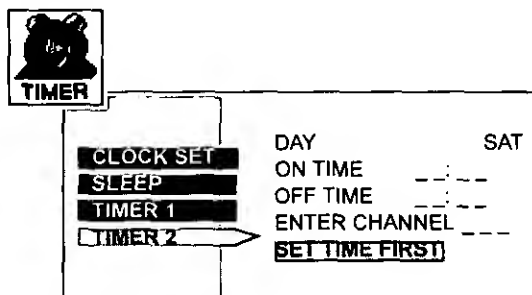 TIMER
CLOCK SET
SLEEP
TIMER 1
TIMER 2
DAY SAT
ON TIME _ _ : _ _
OFF TIME _ _ : _ _
ENTER CHANNEL _ _ _
SET TIME FIRST